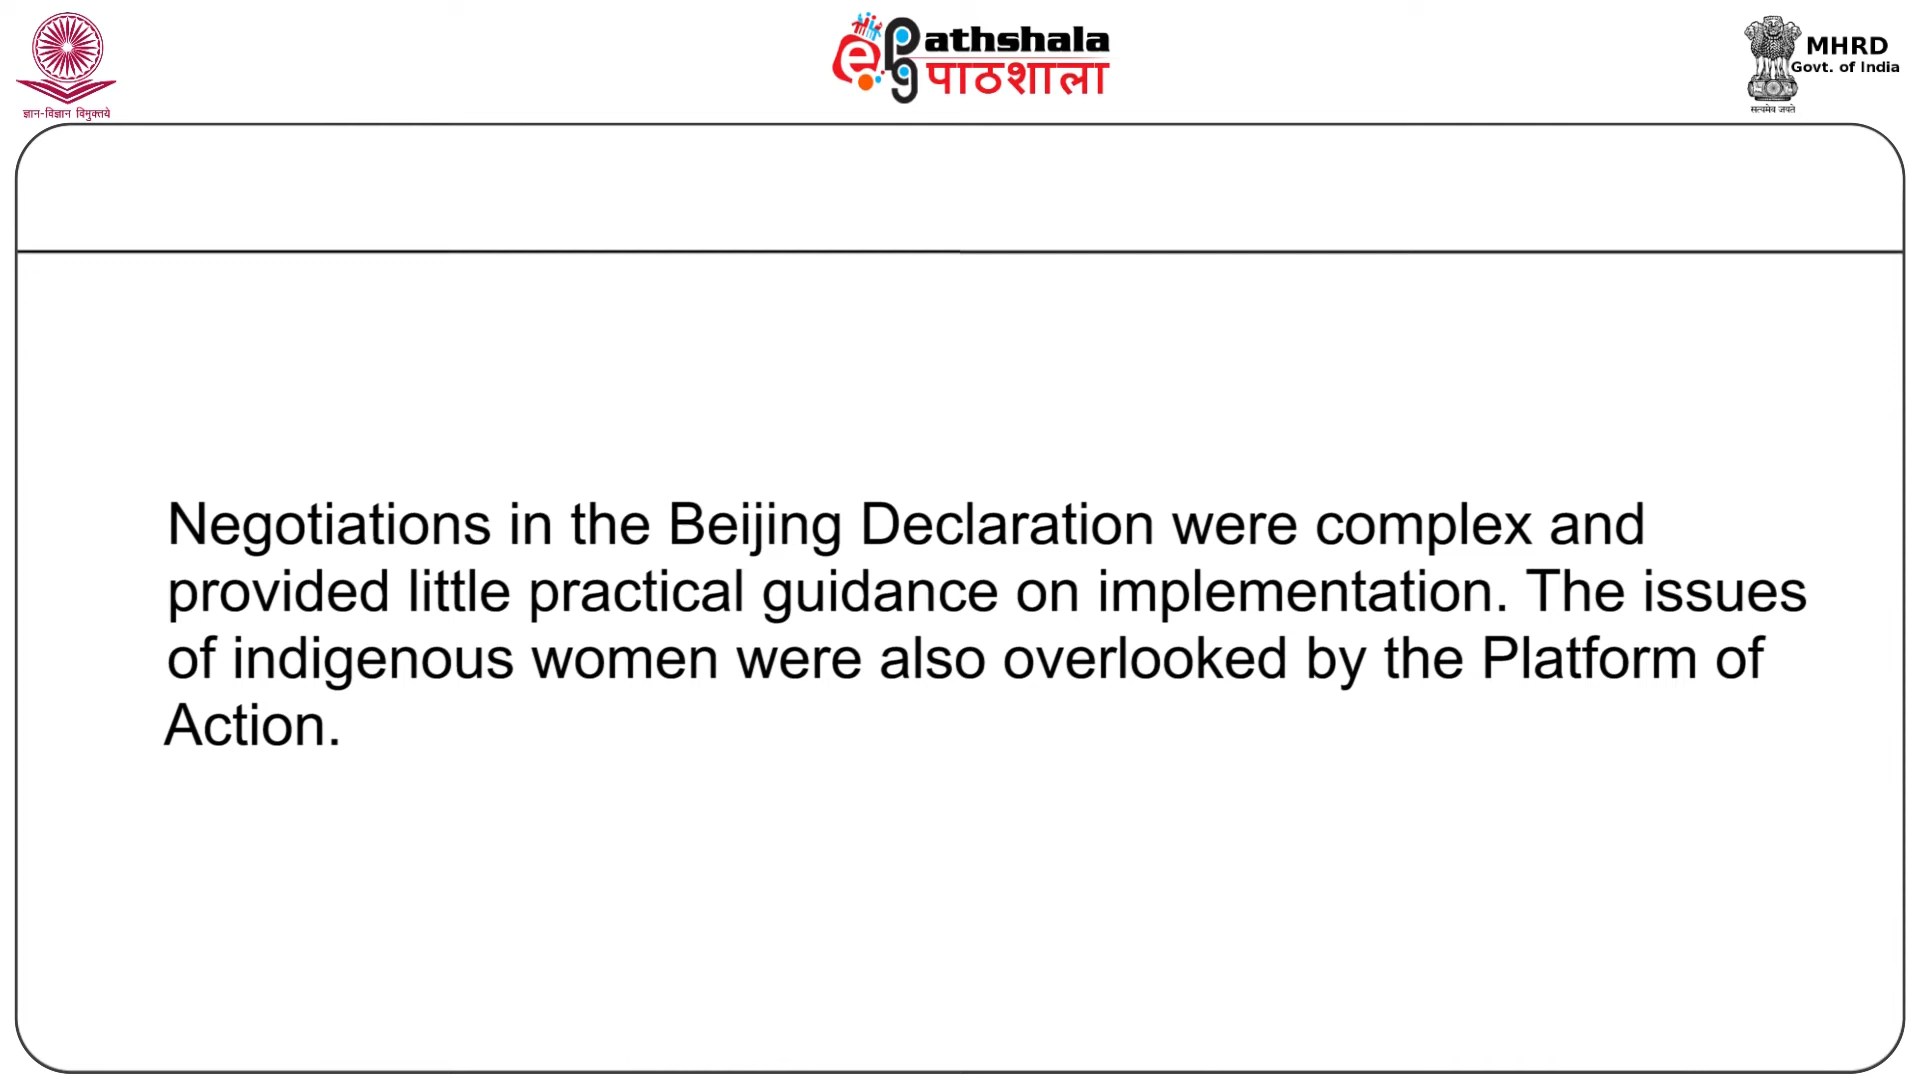 ज्ञान-विज्ञान विमुक्तये
ePathshala
पाठशाला
MHRD
Govt. of India
सत्यमेव जयते
Negotiations in the Beijing Declaration were complex and
provided little practical guidance on implementation. The issues
of indigenous women were also overlooked by the Platform of
Action.